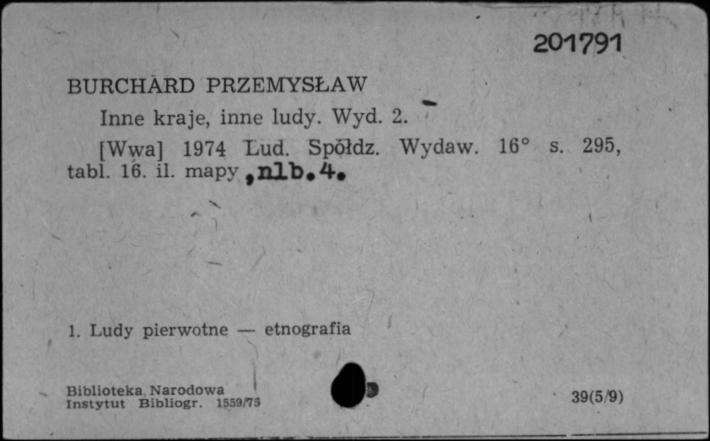 201791
BURCHARD PRZEMYSŁAW
Inne kraje, inne ludy. Wyd. 2.
[Wwa] 1974 Lud. Spółdz. Wydaw. 16° s. 295,
tabl. 16. il. mapy ,nlb.4.
1. Ludy pierwotne — etnografia
Biblioteka Narodowa
Instytut Bibliogr. 1559/75
39(5/9)